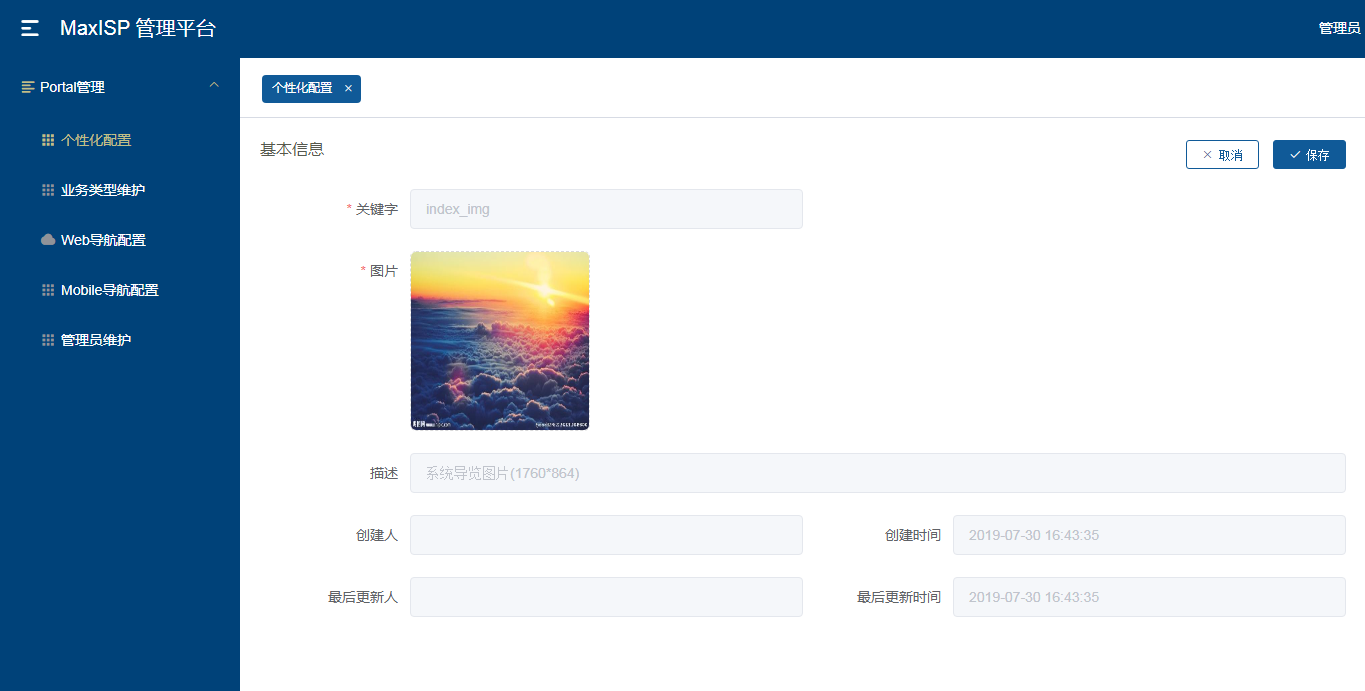 MaxISP 管理平台
管理员
Portal管理
个性化配置
业务类型维护
Web导航配置
Mobile导航配置
管理员维护
个性化配置
基本信息
取消
保存
* 关键字
index_img
* 图片
描述
系统导览图片(1760*864)
创建人
创建时间
2019-07-30 16:43:35
最后更新人
最后更新时间
2019-07-30 16:43:35